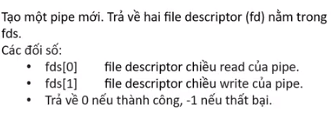 Tạo một pipe mới. Trả về hai file descriptor (fd) nằm trong
fds.
Các đối số:
• fds[0] file descriptor chiều read của pipe.
• fds[1] file descriptor chiều write của pipe.
• Trả về 0 nếu thành công, -1 nếu thất bại.